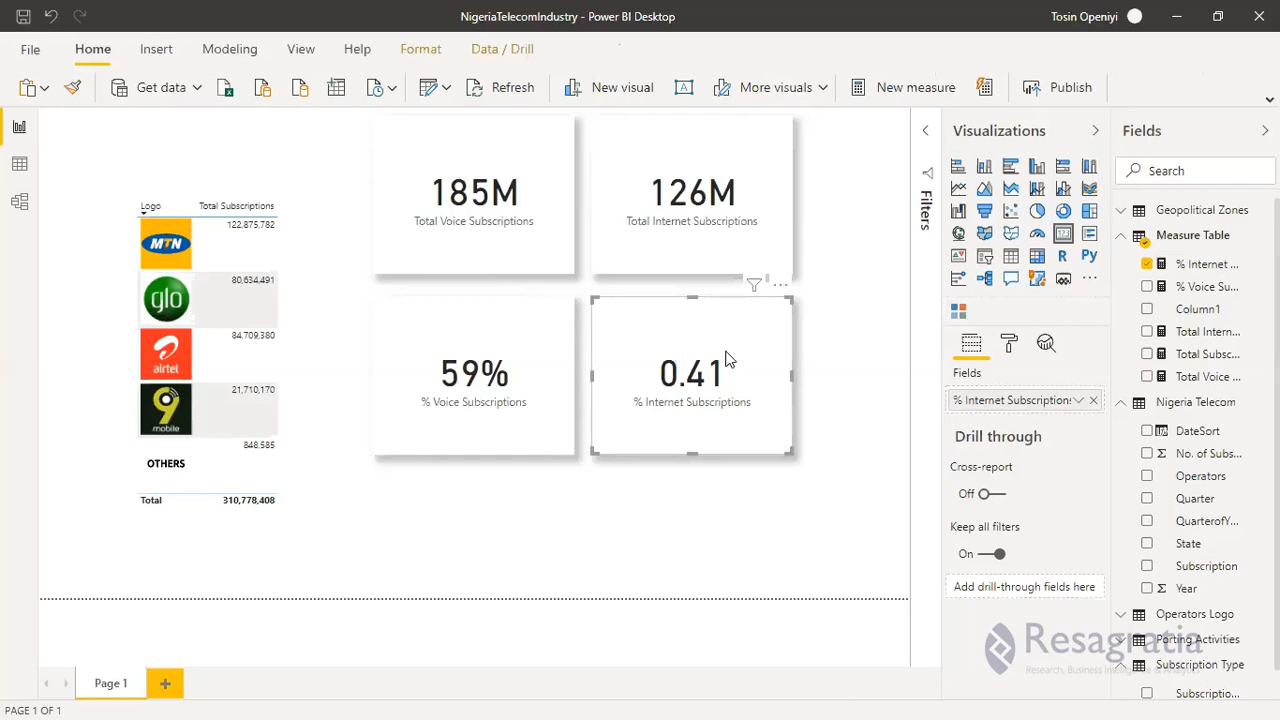 NigeriaTelecomIndustry - Power BI Desktop
Tosin Openiyi
File
Home
Insert
Modeling
View
Help
Format
Data / Drill
Get data
Refresh
New visual
More visuals
New measure
Publish
Logo
Total Subscriptions
MTN
122,875,782
glo
80,634,491
airtel
84,709,380
9
mobile
21,710,170
848,585
OTHERS
Total
310,778,408
185M
Total Voice Subscriptions
126M
Total Internet Subscriptions
59%
% Voice Subscriptions
0.41
% Internet Subscriptions
Filters
Visualizations
R
Py
123
Fields
% Internet Subscriptions
Drill through
Cross-report
Off
Keep all filters
On
Add drill-through fields here
Fields
Search
Geopolitical Zones
Measure Table
% Internet ...
% Voice Su...
Column1
Total Intern...
Total Subsc...
Total Voice ...
Nigeria Telecom
DateSort
No. of Subs...
Operators
Quarter
QuarterofY...
State
Subscription
Year
Operators Logo
Porting Activities
Subscription Type
Subscriptio...
Resagratia
Research, Business Intelligence & Analytics
Page 1
PAGE 1 OF 1